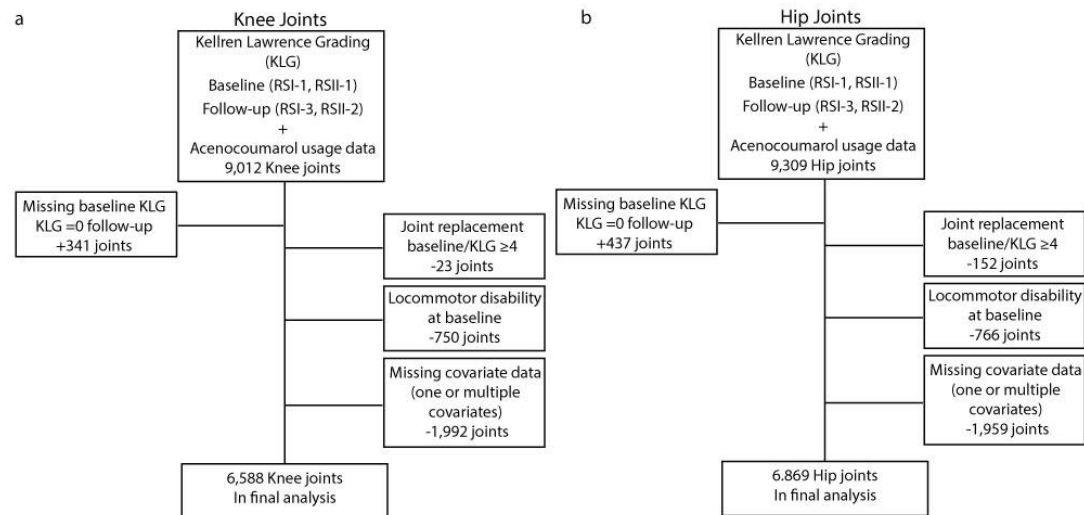 a
Knee Joints
Kellren Lawrence Grading
(KLG)
Baseline (RSI-1, RSII-1)
Follow-up (RSI-3, RSII-2)
+
Acenocoumarol usage data
9,012 Knee joints
Missing baseline KLG
KLG =0 follow-up
+341 joints
Joint replacement
baseline/KLG ≥4
-23 joints
Locommotor disability
at baseline
-750 joints
Missing covariate data
(one or multiple
covariates)
-1,992 joints
6,588 Knee joints
In final analysis
b
Hip Joints
Kellren Lawrence Grading
(KLG)
Baseline (RSI-1, RSII-1)
Follow-up (RSI-3, RSII-2)
+
Acenocoumarol usage data
9,309 Hip joints
Missing baseline KLG
KLG =0 follow-up
+437 joints
Joint replacement
baseline/KLG ≥4
-152 joints
Locommotor disability
at baseline
-766 joints
Missing covariate data
(one or multiple
covariates)
-1,959 joints
6.869 Hip joints
In final analysis